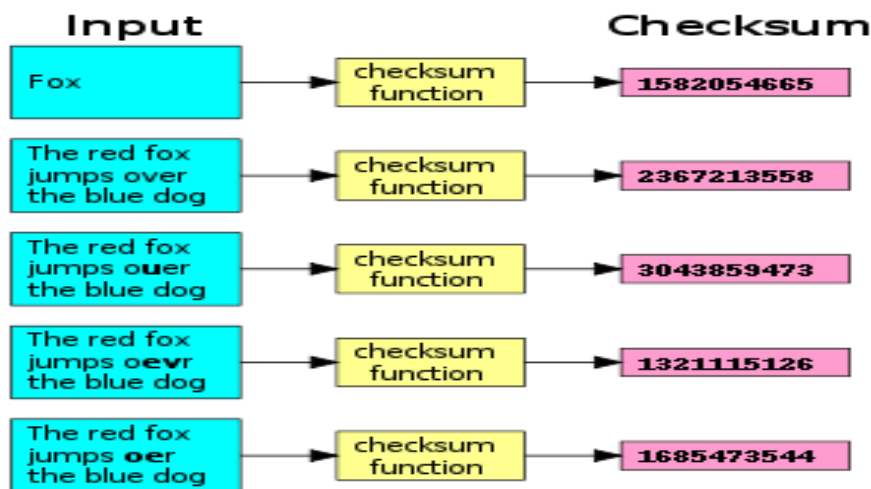 Input
Checksum
Fox
checksum
function
1582054665
The red fox
jumps over
the blue dog
checksum
function
2367213558
The red fox
jumps ouer
the blue dog
checksum
function
3043859473
The red fox
jumps oevr
the blue dog
checksum
function
1321115126
The red fox
jumps oer
the blue dog
checksum
function
1685473544